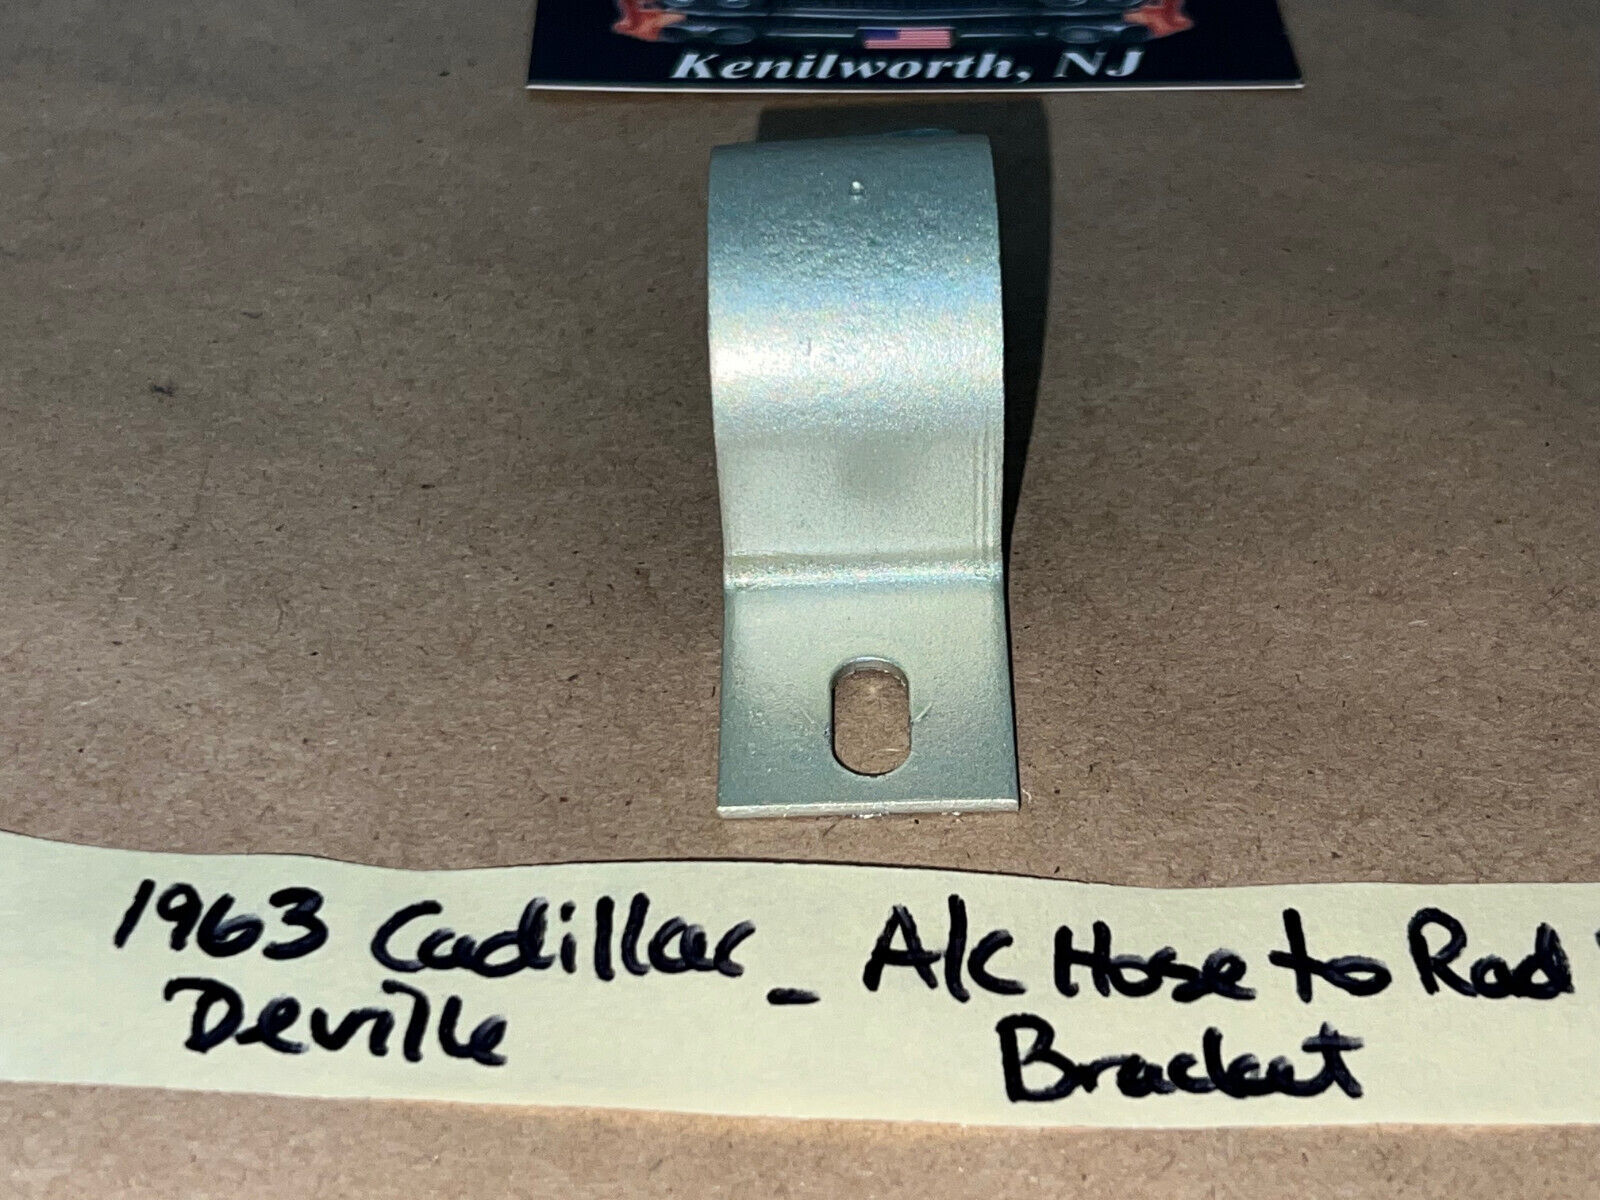 Kenilworth, NJ
1963 Cadillac - A/C Hose to Rad
Deville
Bracket